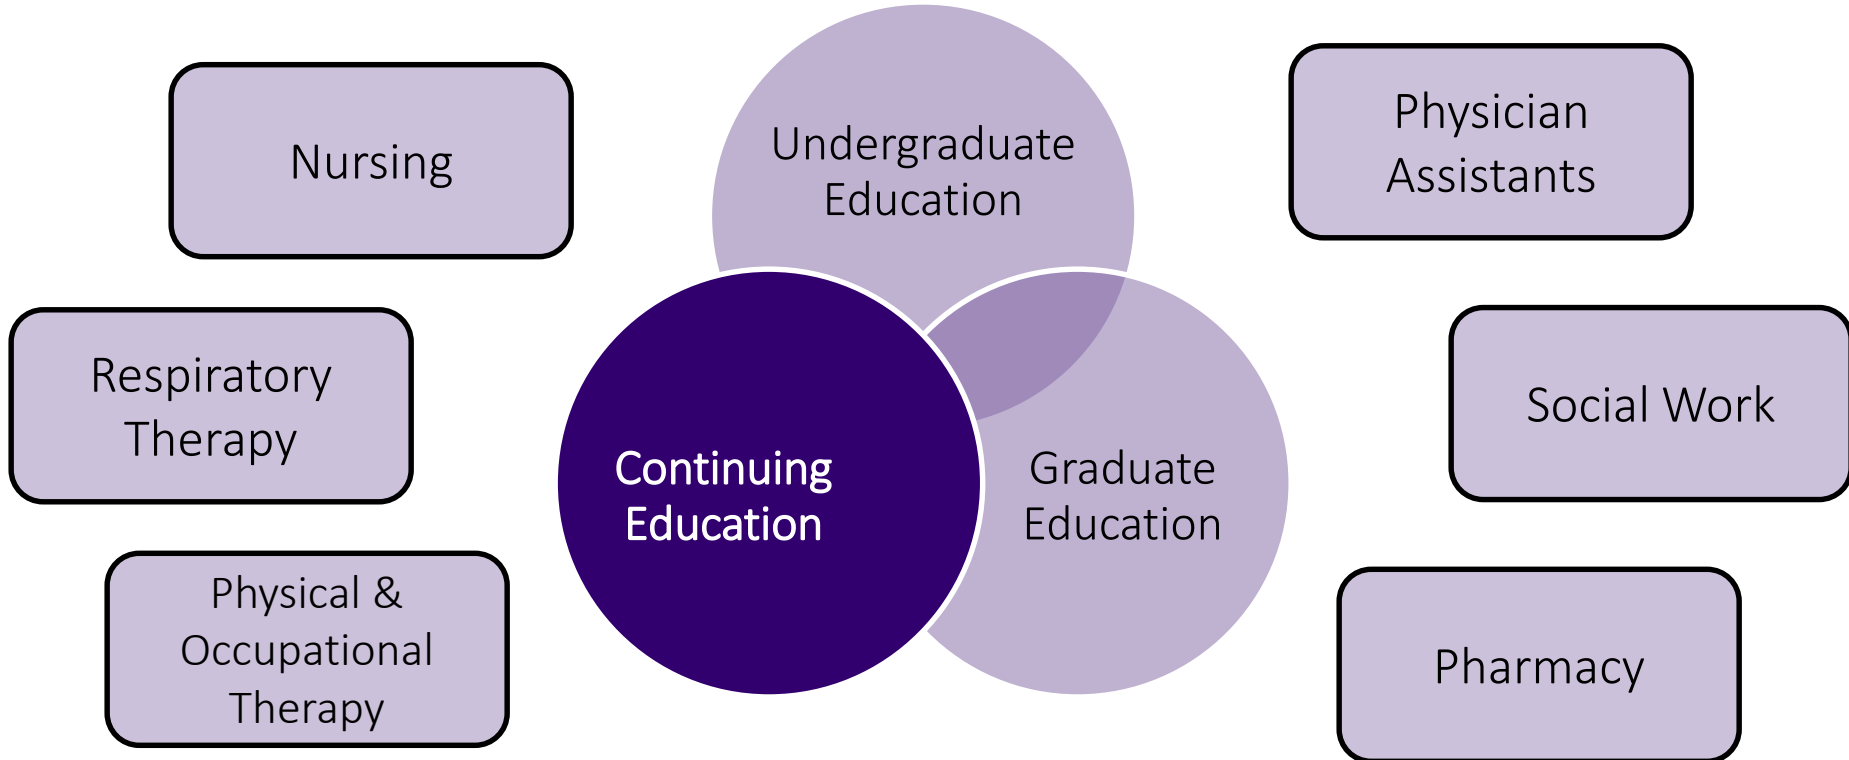 Nursing
Undergraduate
Education
Physician
Assistants
Respiratory
Therapy
Continuing
Education
Graduate
Education
Social Work
Physical &
Occupational
Therapy
Pharmacy